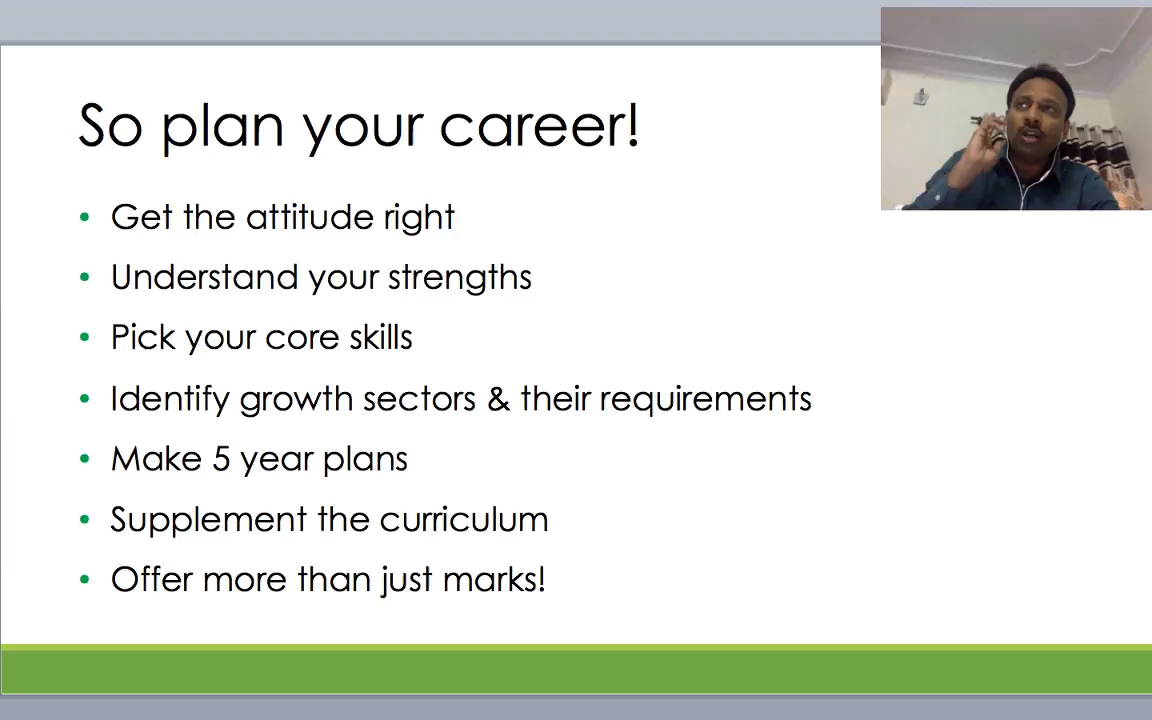 So plan your career!
• Get the attitude right
• Understand your strengths
• Pick your core skills
• Identify growth sectors & their requirements
• Make 5 year plans
• Supplement the curriculum
• Offer more than just marks!